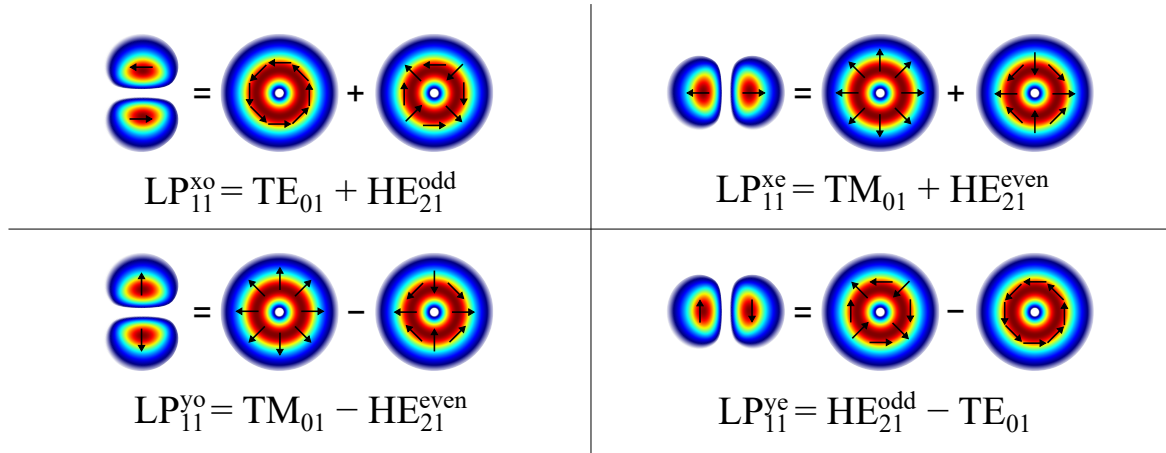 = +
LP₁₁ˣᵒ = TE₀₁ + HE₂₁ᵒᵈᵈ
= +
LP₁₁ˣᵉ = TM₀₁ + HE₂₁ᵉᵛᵉⁿ
= −
LP₁₁ʸᵒ = TM₀₁ − HE₂₁ᵉᵛᵉⁿ
= −
LP₁₁ʸᵉ = HE₂₁ᵒᵈᵈ − TE₀₁